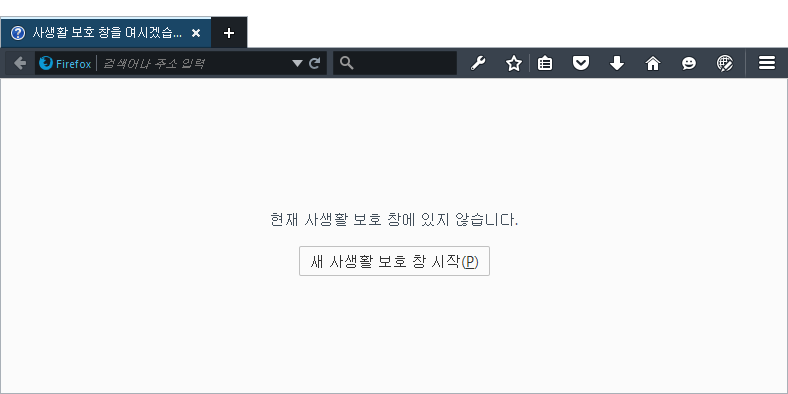 사생활 보호 창을 여시겠습...
Firefox
검색어나 주소 입력
현재 사생활 보호 창에 있지 않습니다.
새 사생활 보호 창 시작(P)